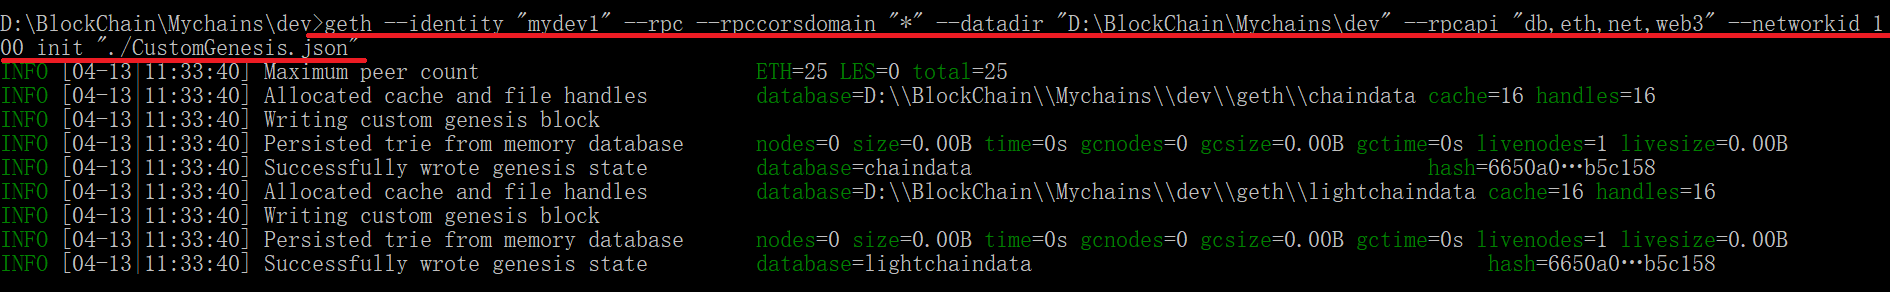 D:\BlockChain\Mychains\dev>geth --identity "mydev1" --rpc --rpccorsdomain "*" --datadir "D:\BlockChain\Mychains\dev" --rpcapi "db,eth,net,web3" --networkid 1
00 init "./CustomGenesis.json"
INFO [04-13|11:33:40] Maximum peer count                       ETH=25 LES=0 total=25
INFO [04-13|11:33:40] Allocated cache and file handles         database=D:\\BlockChain\\Mychains\\dev\\geth\\chaindata cache=16 handles=16
INFO [04-13|11:33:40] Writing custom genesis block
INFO [04-13|11:33:40] Persisted trie from memory database      nodes=0 size=0.00B time=0s gcnodes=0 gcsize=0.00B gctime=0s livenodes=1 livesize=0.00B
INFO [04-13|11:33:40] Successfully wrote genesis state         database=chaindata                                      hash=6650a0…b5c158
INFO [04-13|11:33:40] Allocated cache and file handles         database=D:\\BlockChain\\Mychains\\dev\\geth\\lightchaindata cache=16 handles=16
INFO [04-13|11:33:40] Writing custom genesis block
INFO [04-13|11:33:40] Persisted trie from memory database      nodes=0 size=0.00B time=0s gcnodes=0 gcsize=0.00B gctime=0s livenodes=1 livesize=0.00B
INFO [04-13|11:33:40] Successfully wrote genesis state         database=lightchaindata                                      hash=6650a0…b5c158